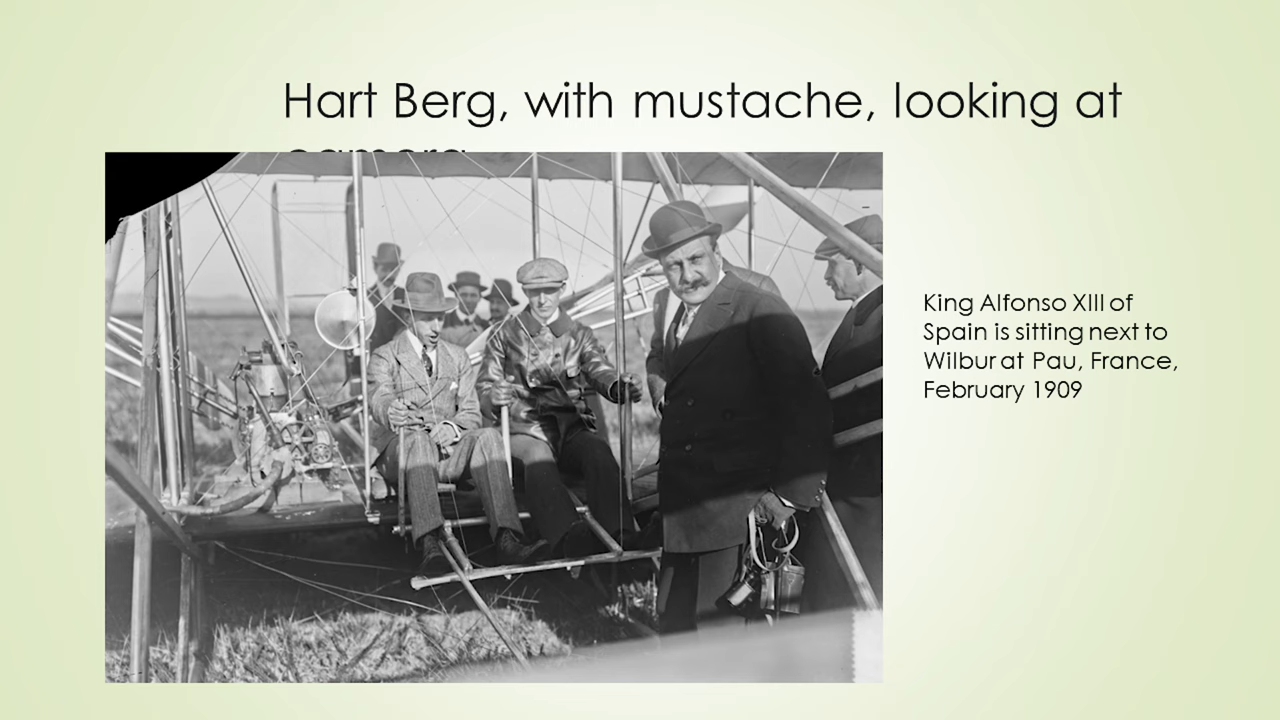 Hart Berg, with mustache, looking at
camera
King Alfonso XIII of
Spain is sitting next to
Wilbur at Pau, France,
February 1909